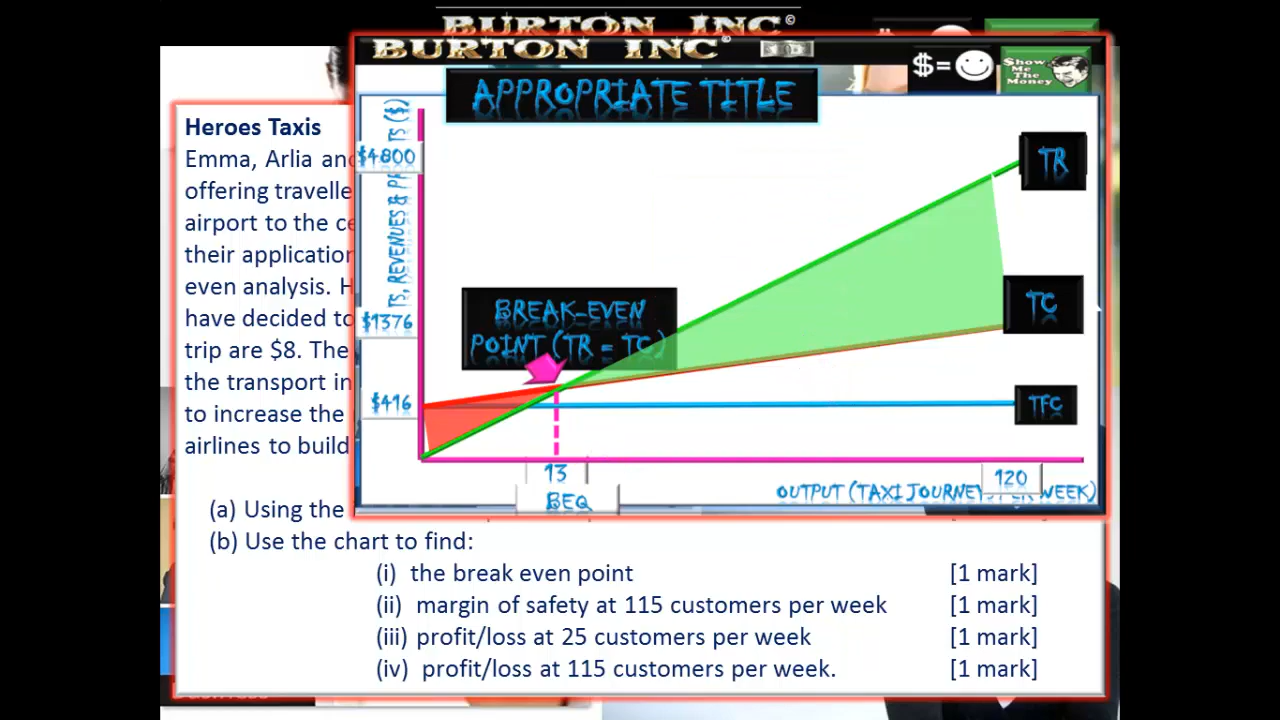 BURTON INC©
BURTON INC©
$=
Show
Me
The
Money
APPROPRIATE TITLE
Heroes Taxis
Emma, Arlia and
offering travelle
airport to the ce
their application
even analysis. H
have decided to
trip are $8. The
the transport in
to increase the
airlines to build
TS, REVENUES & PR TS ($)
$4800
$1376
$416
TR
TC
TFC
BREAK-EVEN
POINT (TR = TC)
13
BEQ
120
OUTPUT (TAXI JOURNEYS PER WEEK)
(a) Using the
(b) Use the chart to find:
(i) the break even point [1 mark]
(ii) margin of safety at 115 customers per week [1 mark]
(iii) profit/loss at 25 customers per week [1 mark]
(iv) profit/loss at 115 customers per week. [1 mark]